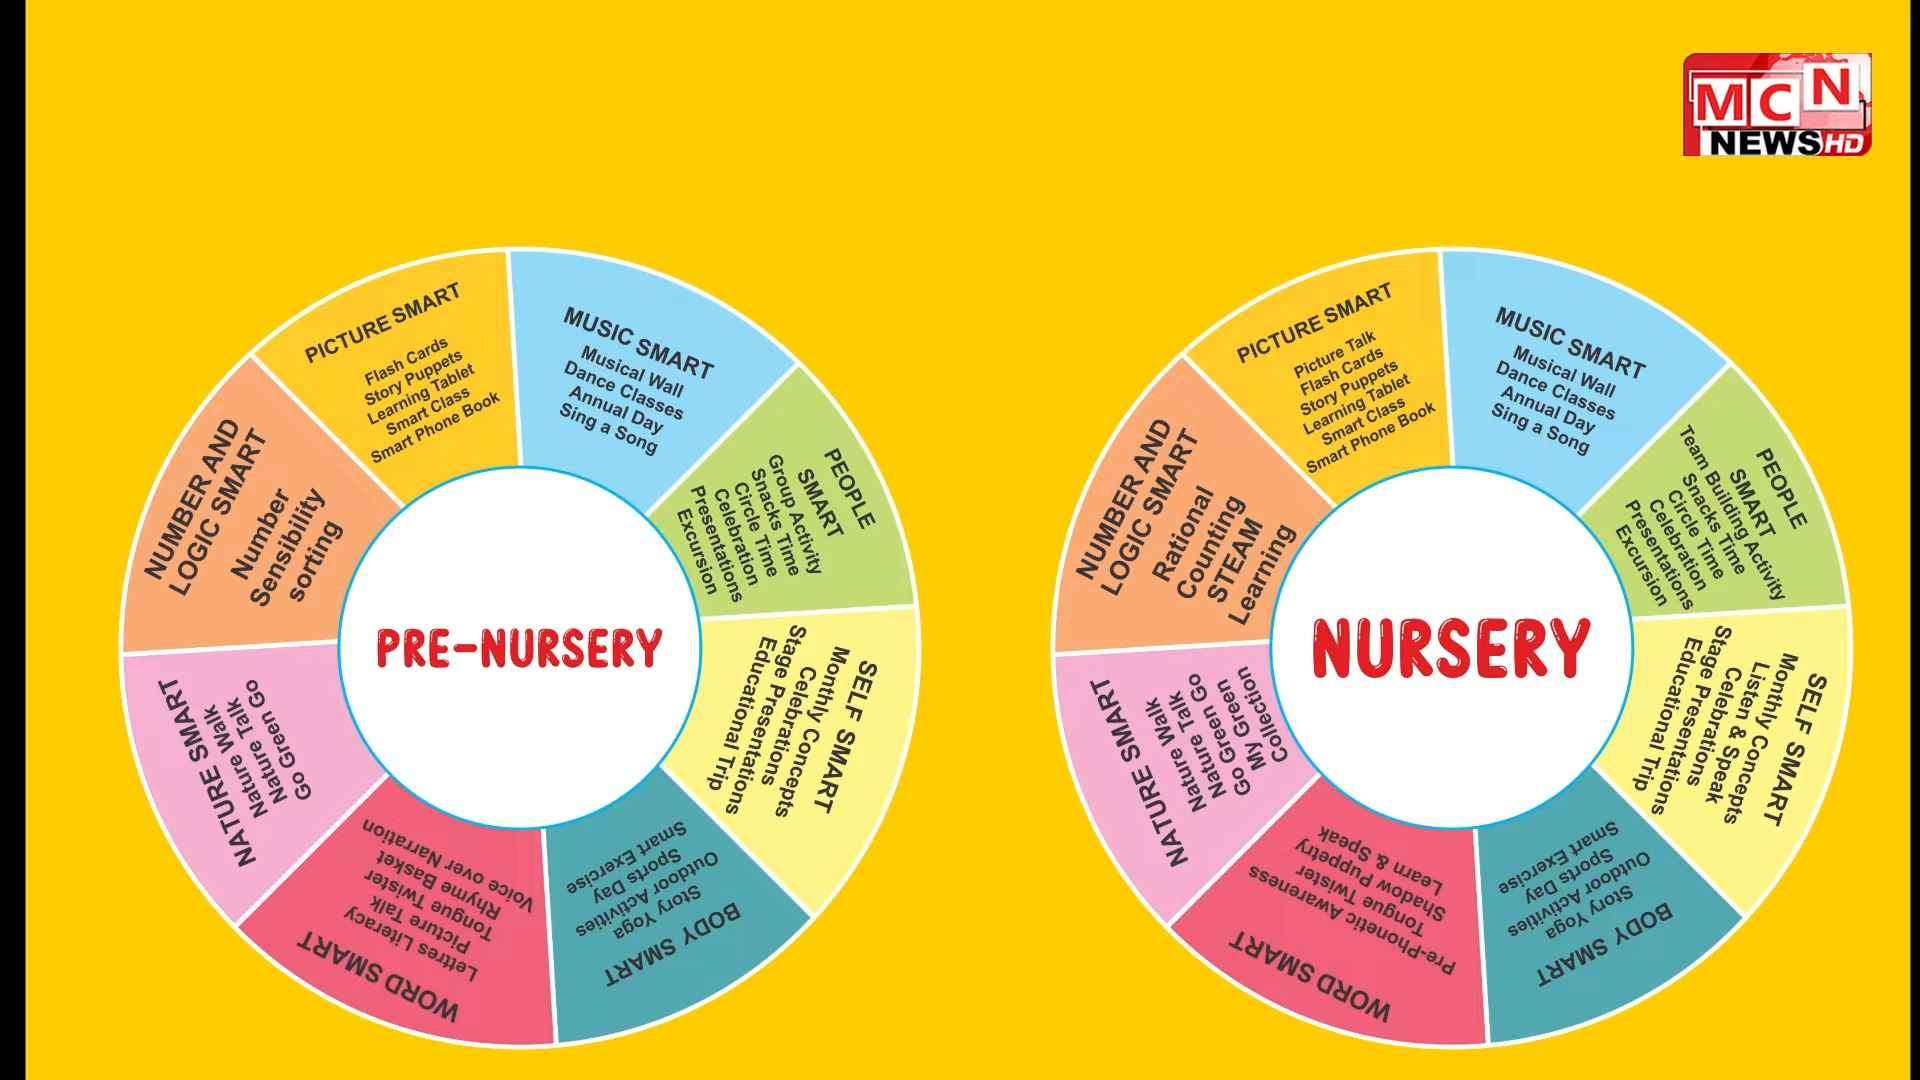 MCN
NEWSHD
PICTURE SMART
Flash Cards
Story Puppets
Learning Tablet
Smart Class
Smart Phone Book
MUSIC SMART
Musical Wall
Dance Classes
Annual Day
Sing a Song
PEOPLE
SMART
Group Activity
Snacks Time
Circle Time
Celebration
Presentations
Excursion
SELF SMART
Monthly Concepts
Celebrations
Stage Presentations
Educational Trip
BODY SMART
Story Yoga
Outdoor Activities
Sports Day
Smart Exercise
WORD SMART
Lettres Literacy
Picture Talk
Tongue Twister
Rhyme Basket
Voice over Narration
NATURE SMART
Nature Walk
Nature Talk
Go Green Go
NUMBER AND
LOGIC SMART
Number
Sensibility
sorting
PRE-NURSERY
PICTURE SMART
Picture Talk
Flash Cards
Story Puppets
Learning Tablet
Smart Class
Smart Phone Book
MUSIC SMART
Musical Wall
Dance Classes
Annual Day
Sing a Song
PEOPLE
SMART
Team Building Activity
Snacks Time
Circle Time
Celebration
Presentations
Excursion
SELF SMART
Monthly Concepts
Listen & Speak
Celebrations
Stage Presentations
Educational Trip
BODY SMART
Story Yoga
Outdoor Activities
Sports Day
Smart Exercise
WORD SMART
Pre-Phonetic Awareness
Tongue Twister
Shadow Puppetry
Learn & Speak
NATURE SMART
Nature Walk
Nature Talk
Go Green Go
My Green
Collection
NUMBER AND
LOGIC SMART
Rational
Counting
STEAM
Learning
NURSERY